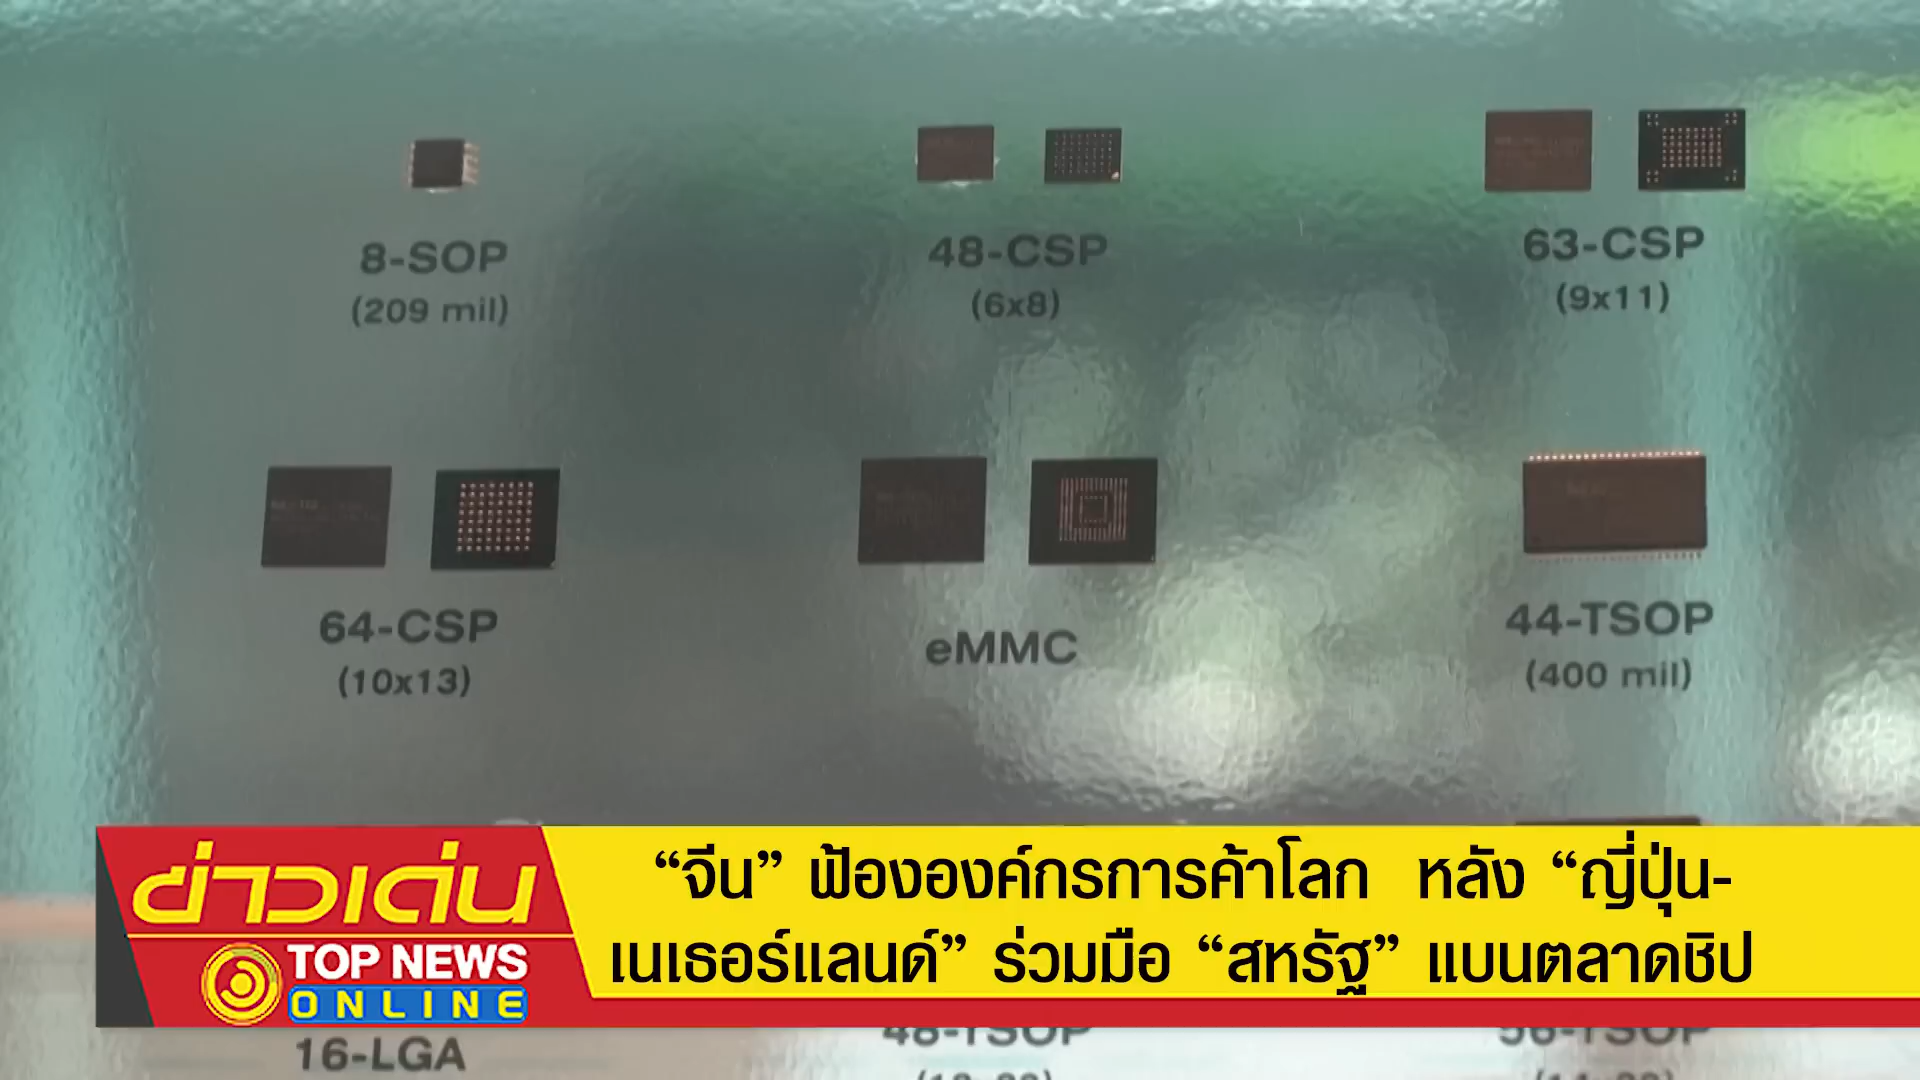 8-SOP
(209 mil)
48-CSP
(6x8)
63-CSP
(9x11)
64-CSP
(10x13)
eMMC
44-TSOP
(400 mil)
ข่าวเด่น
TOP NEWS
ONLINE
“จีน” ฟ้ององค์กรการค้าโลก หลัง “ญี่ปุ่น-
เนเธอร์แลนด์” ร่วมมือ “สหรัฐ” แบนตลาดชิป
16-LGA
48-TSOP
56-TSOP